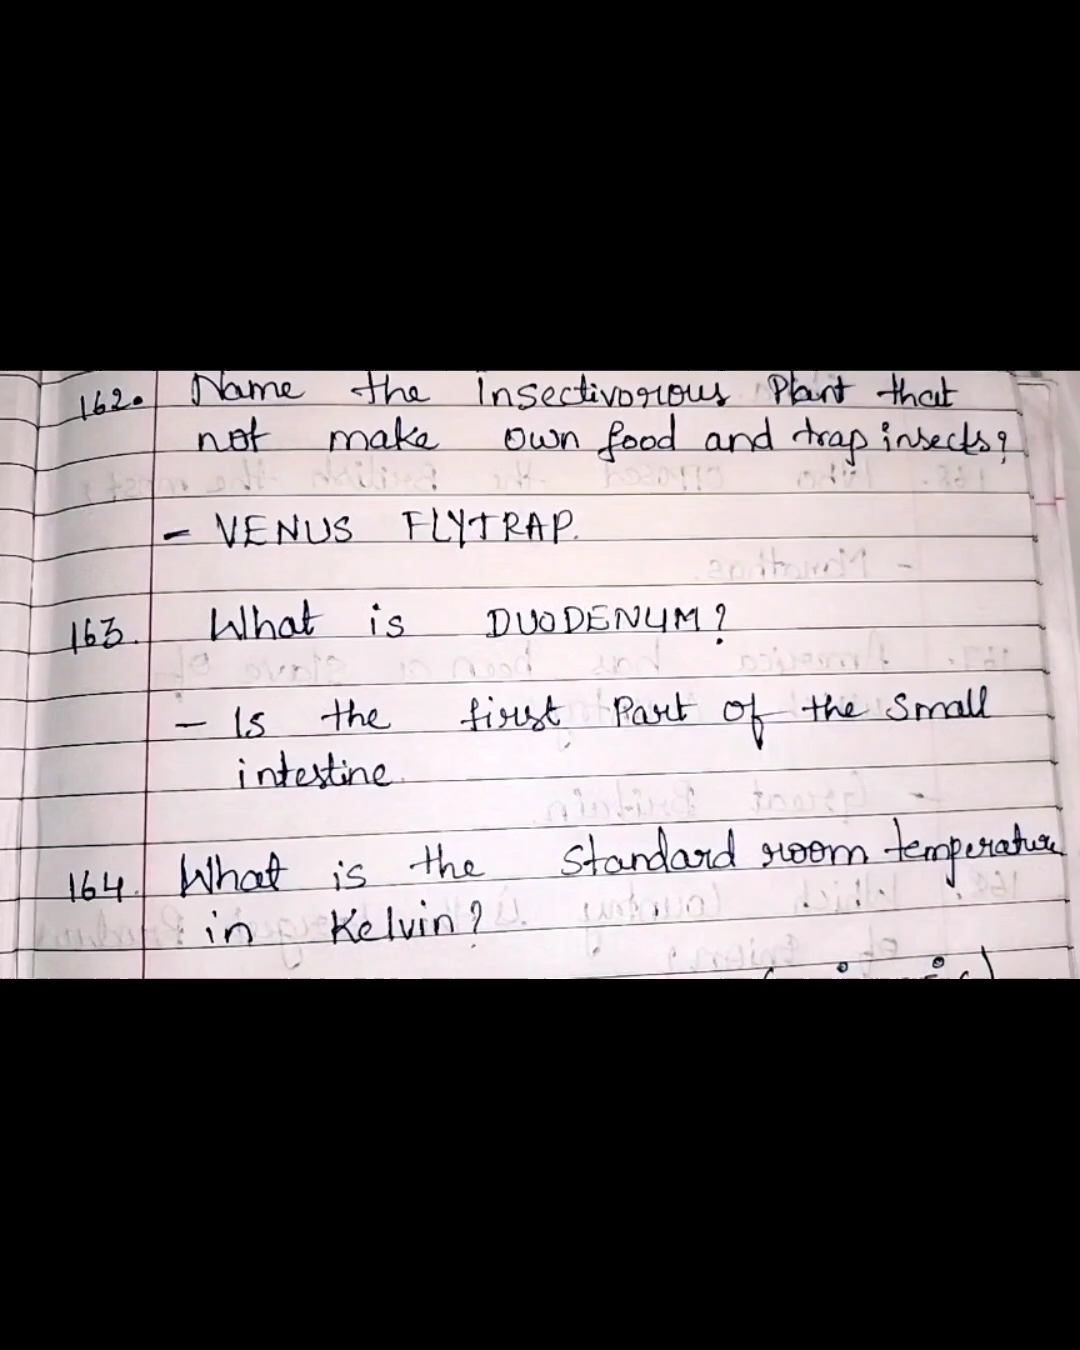 162. Name the insectivorous Plant that
not make own food and trap insects?
- VENUS FLYTRAP.
163. What is DUODENUM?
- Is the first Part of the small
intestine.
164. What is the standard room temperature
in Kelvin?